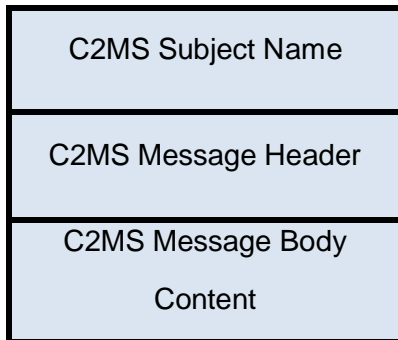 C2MS Subject Name
C2MS Message Header
C2MS Message Body
Content